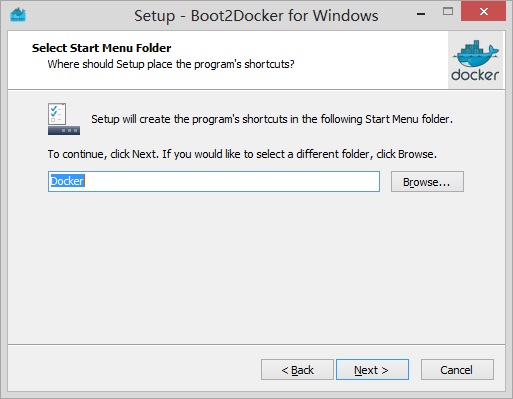 Setup - Boot2Docker for Windows
Select Start Menu Folder
Where should Setup place the program's shortcuts?
docker
Setup will create the program's shortcuts in the following Start Menu folder.
To continue, click Next. If you would like to select a different folder, click Browse.
Docker
Browse...
< Back
Next >
Cancel